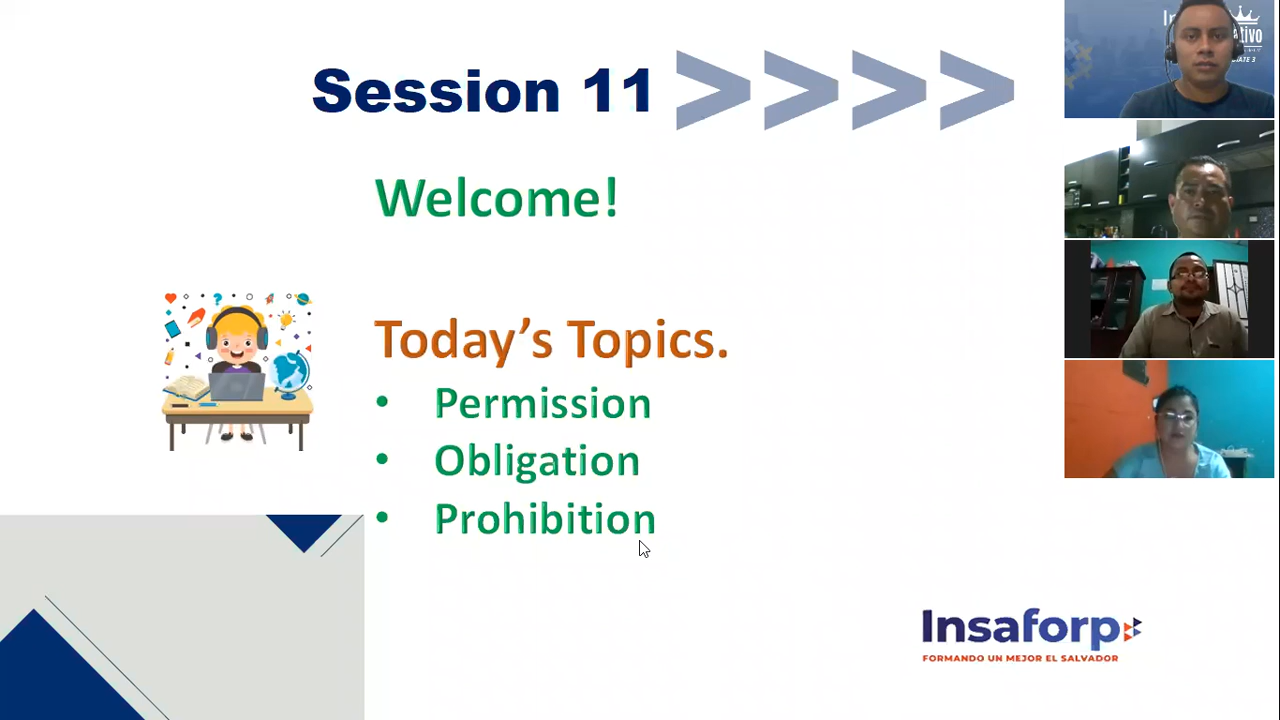 Session 11 >>>>
Welcome!
Today's Topics.
• Permission
• Obligation
• Prohibition
Insaforp
FORMANDO UN MEJOR EL SALVADOR